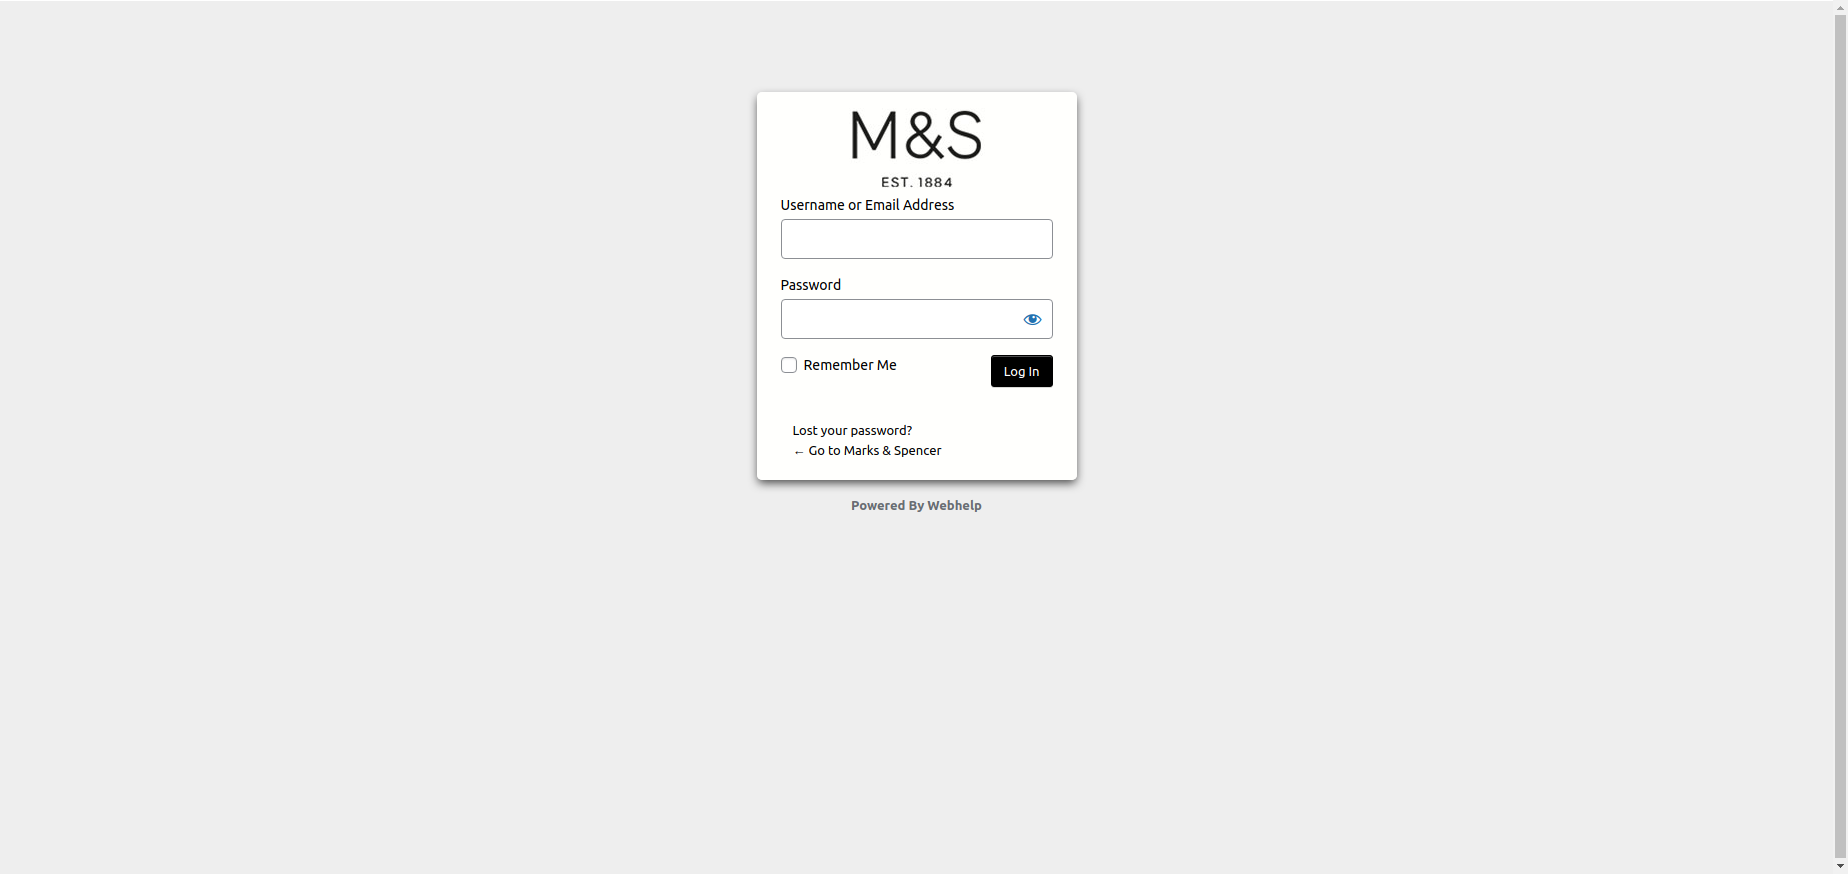 M&S
EST. 1884
Username or Email Address
Password
Remember Me
Log In
Lost your password?
← Go to Marks & Spencer
Powered By Webhelp